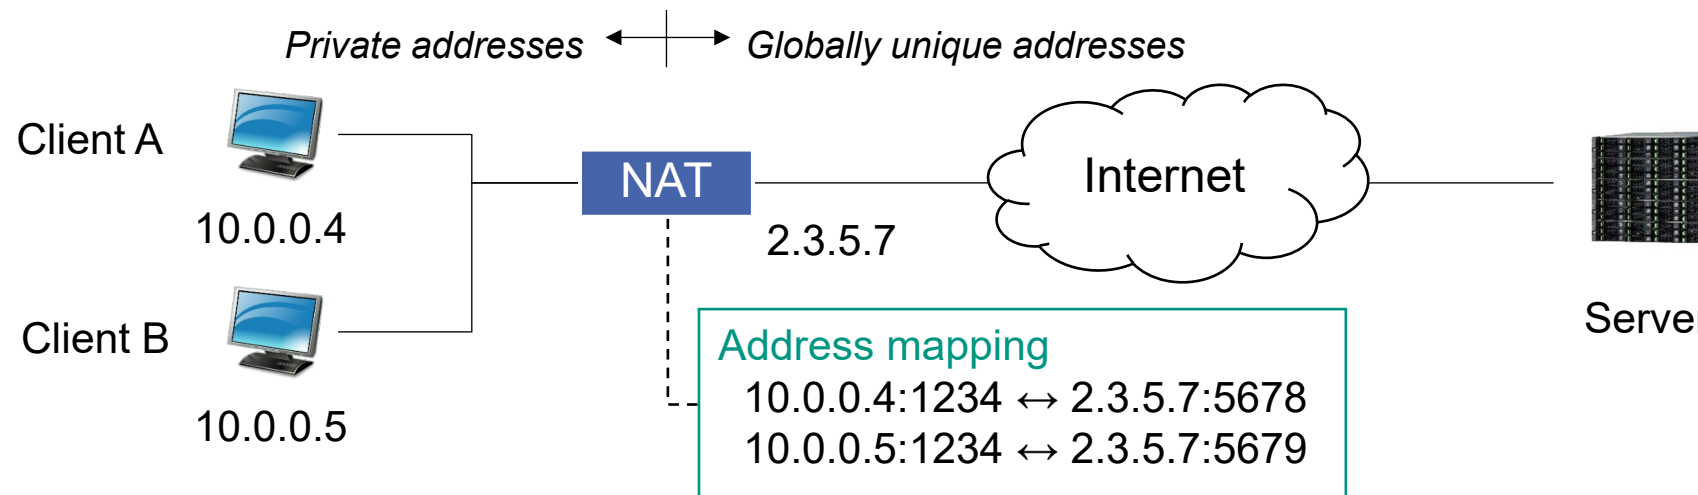 Private addresses
Globally unique addresses
Client A
10.0.0.4
NAT
2.3.5.7
Internet
Server
Client B
10.0.0.5
Address mapping
10.0.0.4:1234 ↔ 2.3.5.7:5678
10.0.0.5:1234 ↔ 2.3.5.7:5679